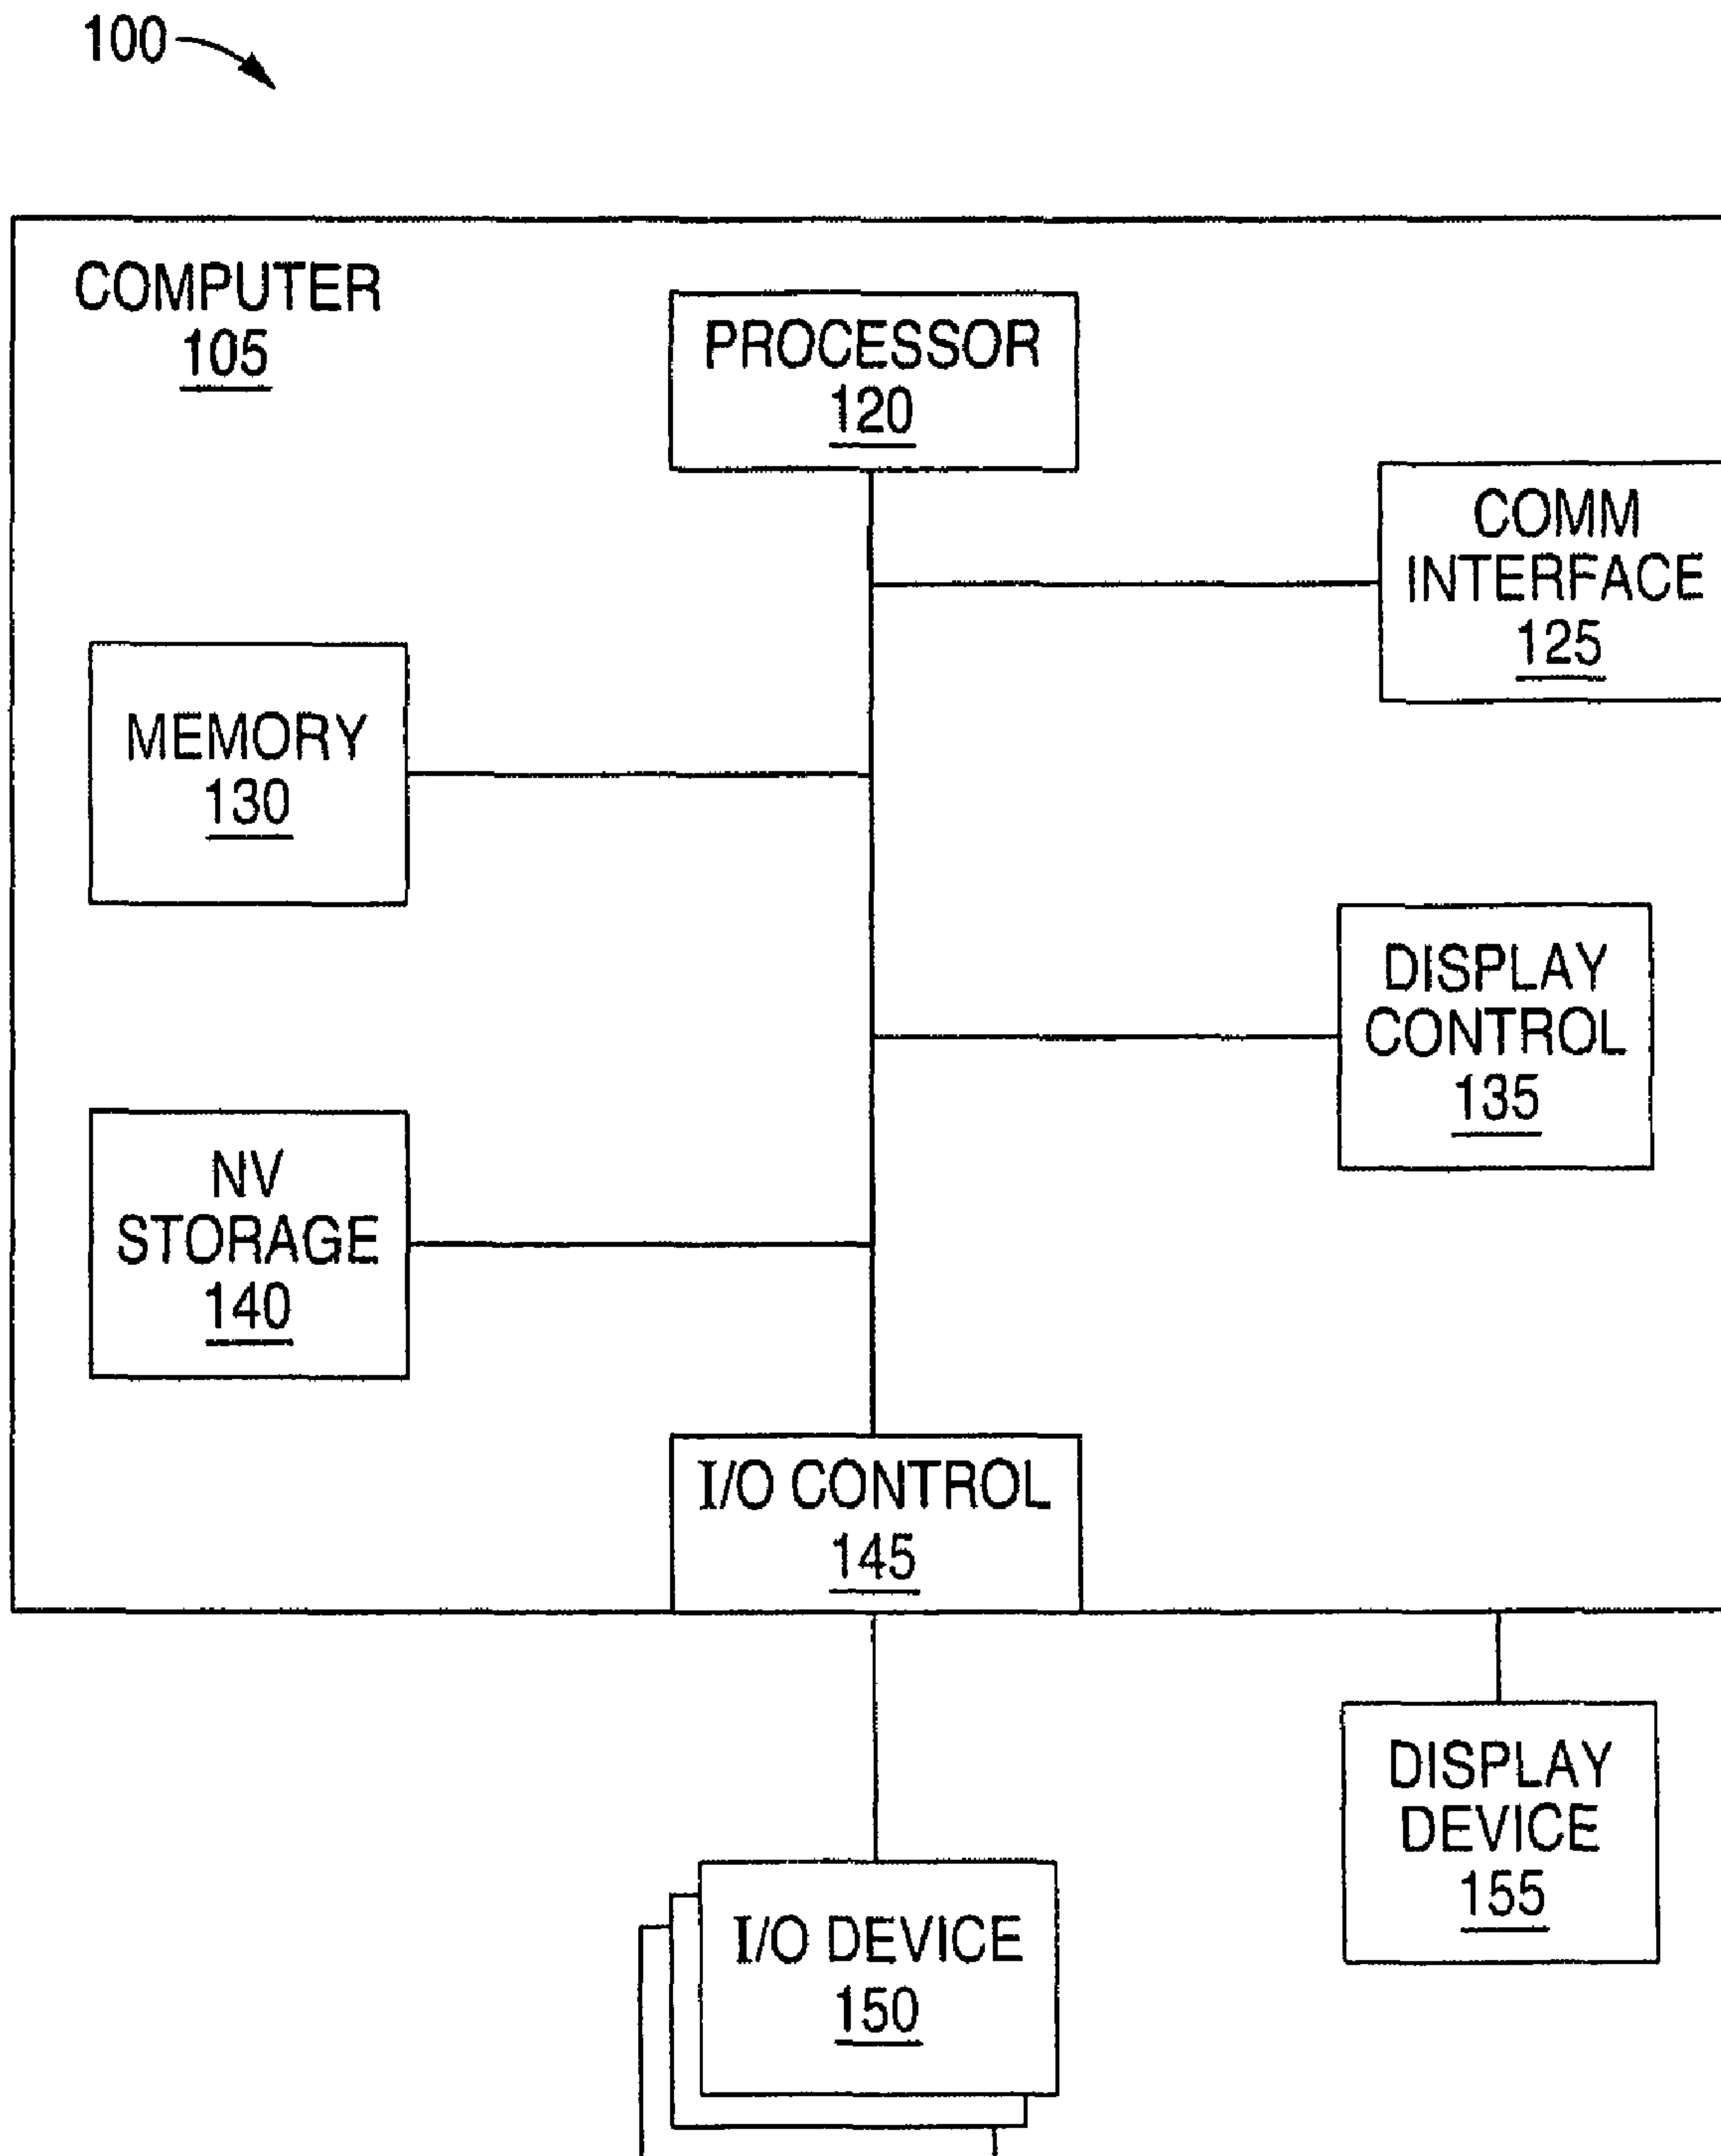 100
COMPUTER
105
PROCESSOR
120
COMM
INTERFACE
125
MEMORY
130
DISPLAY
CONTROL
135
NV
STORAGE
140
I/O CONTROL
145
DISPLAY
DEVICE
155
I/O DEVICE
150